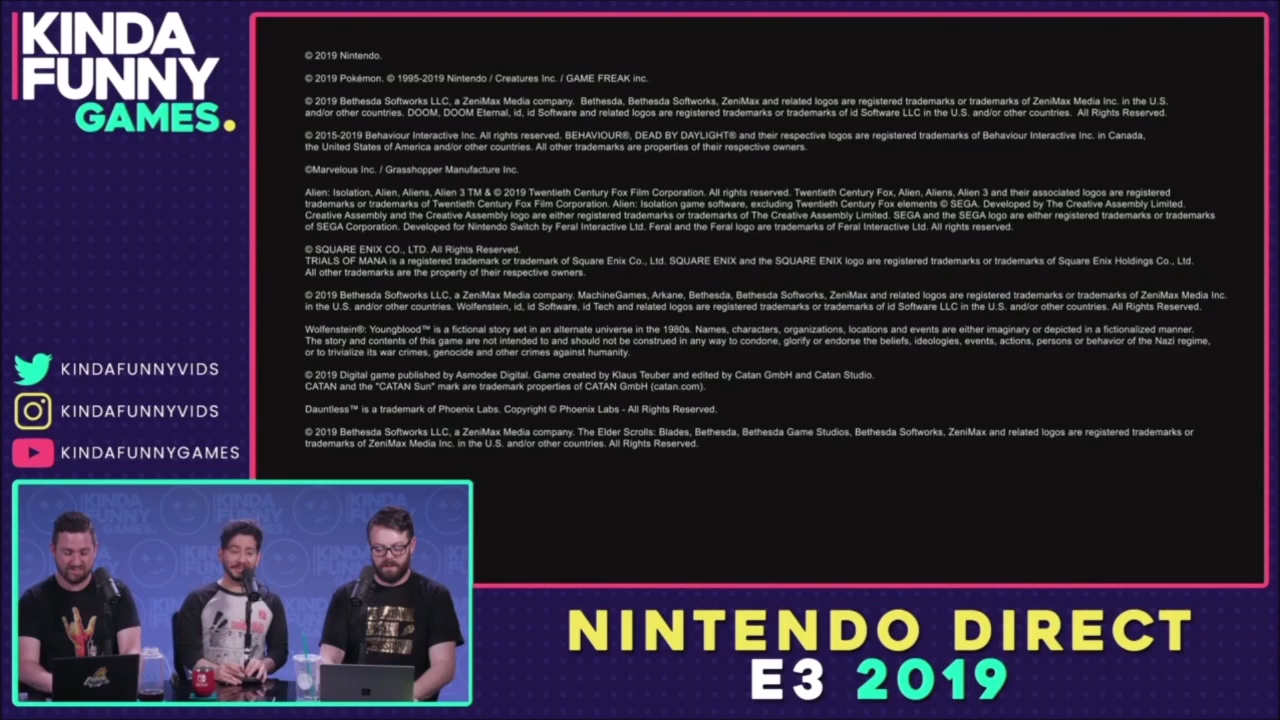 KINDA
FUNNY
GAMES.
© 2019 Nintendo.
© 2019 Pokémon. © 1995-2019 Nintendo / Creatures Inc. / GAME FREAK inc.
© 2019 Bethesda Softworks LLC, a ZeniMax Media company. Bethesda, Bethesda Softworks, ZeniMax and related logos are registered trademarks or trademarks of ZeniMax Media Inc. in the U.S.
and/or other countries. DOOM, DOOM Eternal, id, id Software and related logos are registered trademarks or trademarks of id Software LLC in the U.S. and/or other countries. All Rights Reserved.
© 2015-2019 Behaviour Interactive Inc. All rights reserved. BEHAVIOUR®, DEAD BY DAYLIGHT® and their respective logos are registered trademarks of Behaviour Interactive Inc. in Canada,
the United States of America and/or other countries. All other trademarks are properties of their respective owners.
©Marvelous Inc. / Grasshopper Manufacture Inc.
Alien: Isolation, Alien, Aliens, Alien 3 TM & © 2019 Twentieth Century Fox Film Corporation. All rights reserved. Twentieth Century Fox, Alien, Aliens, Alien 3 and their associated logos are registered
trademarks or trademarks of Twentieth Century Fox Film Corporation. Alien: Isolation game software, excluding Twentieth Century Fox elements © SEGA. Developed by The Creative Assembly Limited.
Creative Assembly and the Creative Assembly logo are either registered trademarks or trademarks of The Creative Assembly Limited. SEGA and the SEGA logo are either registered trademarks or trademarks
of SEGA Corporation. Developed for Nintendo Switch by Feral Interactive Ltd. Feral and the Feral logo are trademarks of Feral Interactive Ltd. All rights reserved.
© SQUARE ENIX CO., LTD. All Rights Reserved.
TRIALS OF MANA is a registered trademark or trademark of Square Enix Co., Ltd. SQUARE ENIX and the SQUARE ENIX logo are registered trademarks or trademarks of Square Enix Holdings Co., Ltd.
All other trademarks are the property of their respective owners.
© 2019 Bethesda Softworks LLC, a ZeniMax Media company. MachineGames, Arkane, Bethesda, Bethesda Softworks, ZeniMax and related logos are registered trademarks or trademarks of ZeniMax Media Inc.
in the U.S. and/or other countries. Wolfenstein, id, id Software, id Tech and related logos are registered trademarks or trademarks of id Software LLC in the U.S. and/or other countries. All Rights Reserved.
Wolfenstein®: Youngblood™ is a fictional story set in an alternate universe in the 1980s. Names, characters, organizations, locations and events are either imaginary or depicted in a fictionalized manner.
The story and contents of this game are not intended to and should not be construed in any way to condone, glorify or endorse the beliefs, ideologies, events, actions, persons or behavior of the Nazi regime,
or to trivialize its war crimes, genocide and other crimes against humanity.
© 2019 Digital game published by Asmodee Digital. Game created by Klaus Teuber and edited by Catan GmbH and Catan Studio.
CATAN and the "CATAN Sun" mark are trademark properties of CATAN GmbH (catan.com).
Dauntless™ is a trademark of Phoenix Labs. Copyright © Phoenix Labs - All Rights Reserved.
© 2019 Bethesda Softworks LLC, a ZeniMax Media company. The Elder Scrolls: Blades, Bethesda, Bethesda Game Studios, Bethesda Softworks, ZeniMax and related logos are registered trademarks or
trademarks of ZeniMax Media Inc. in the U.S. and/or other countries. All Rights Reserved.
KINDAFUNNYVIDS
KINDAFUNNYVIDS
KINDAFUNNYGAMES
NINTENDO DIRECT
E3 2019